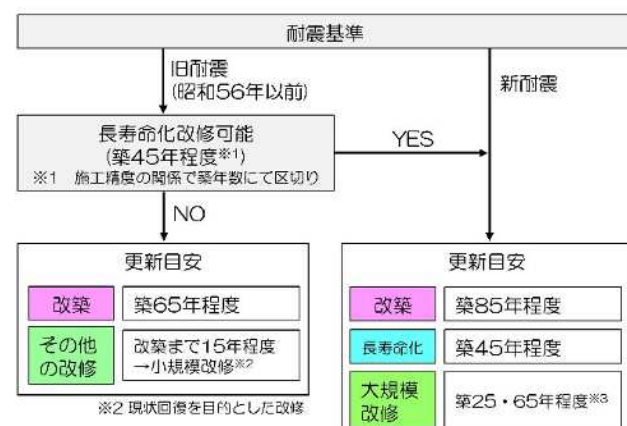 耐震基準
旧耐震
(昭和56年以前)
新耐震
長寿命化改修可能
(築45年程度※1)
※1 施工精度の関係で築年数にて区切り
YES
NO
更新目安
改築
築65年程度
その他
の改修
改築まで15年程度
→小規模改修※2
※2 現状回復を目的とした改修
更新目安
改築
築85年程度
長寿命化
築45年程度
大規模
改修
築25・65年程度※3